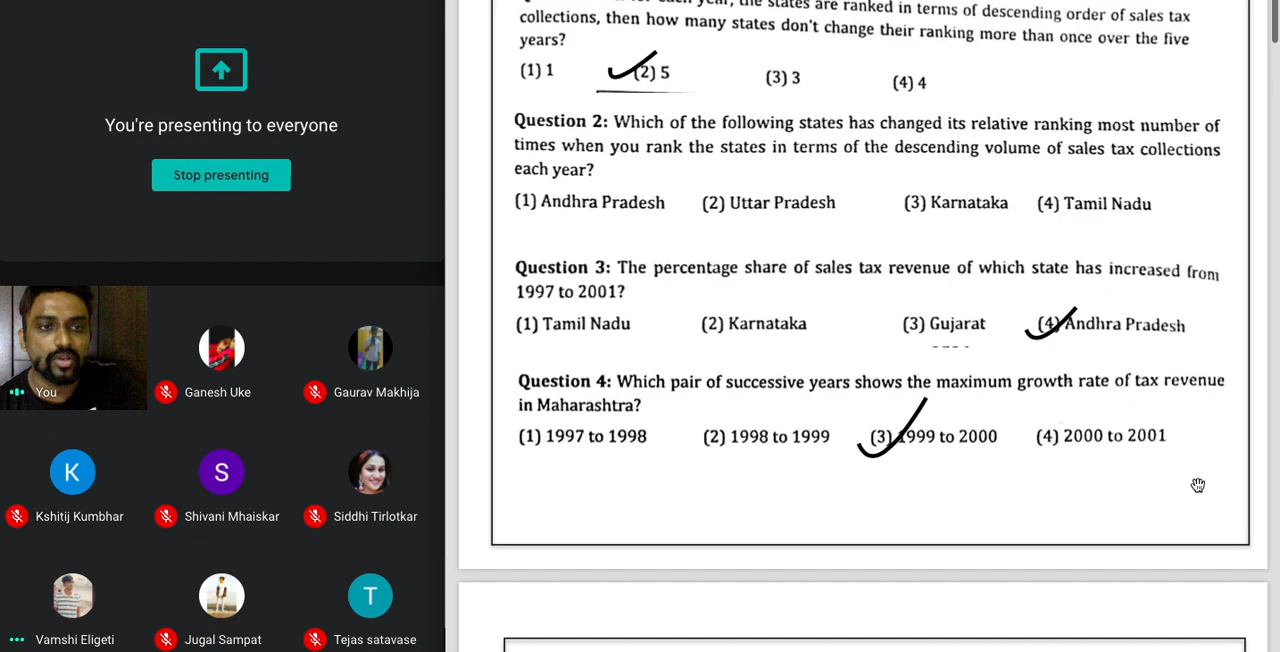 You're presenting to everyone
Stop presenting
You
Ganesh Uke
Gaurav Makhija
K
Kshitij Kumbhar
S
Shivani Mhaiskar
Siddhi Tirlotkar
Vamshi Eligeti
Jugal Sampat
T
Tejas satavase
each year, the states are ranked in terms of descending order of sales tax
collections, then how many states don't change their ranking more than once over the five
years?
(1) 1 (2) 5 (3) 3 (4) 4
Question 2: Which of the following states has changed its relative ranking most number of
times when you rank the states in terms of the descending volume of sales tax collections
each year?
(1) Andhra Pradesh (2) Uttar Pradesh (3) Karnataka (4) Tamil Nadu
Question 3: The percentage share of sales tax revenue of which state has increased from
1997 to 2001?
(1) Tamil Nadu (2) Karnataka (3) Gujarat (4) Andhra Pradesh
Question 4: Which pair of successive years shows the maximum growth rate of tax revenue
in Maharashtra?
(1) 1997 to 1998 (2) 1998 to 1999 (3) 1999 to 2000 (4) 2000 to 2001